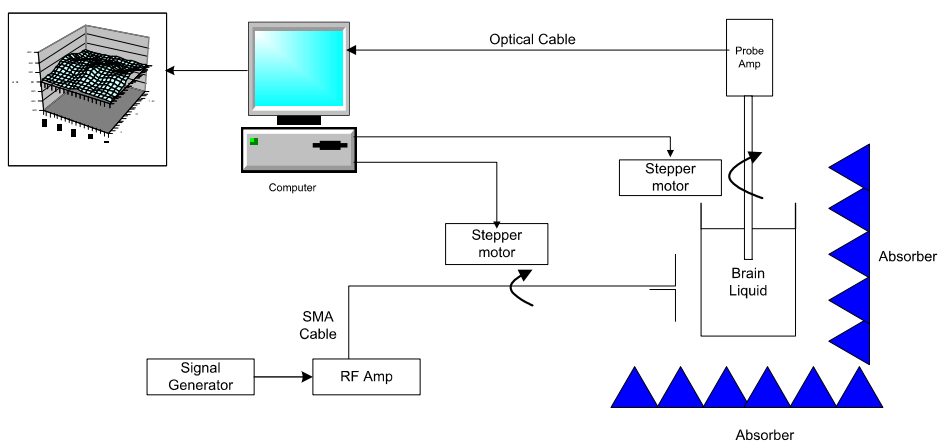 Optical Cable
Probe
Amp
Computer
Stepper
motor
Stepper
motor
Absorber
Brain
Liquid
SMA
Cable
Signal
Generator
RF Amp
Absorber